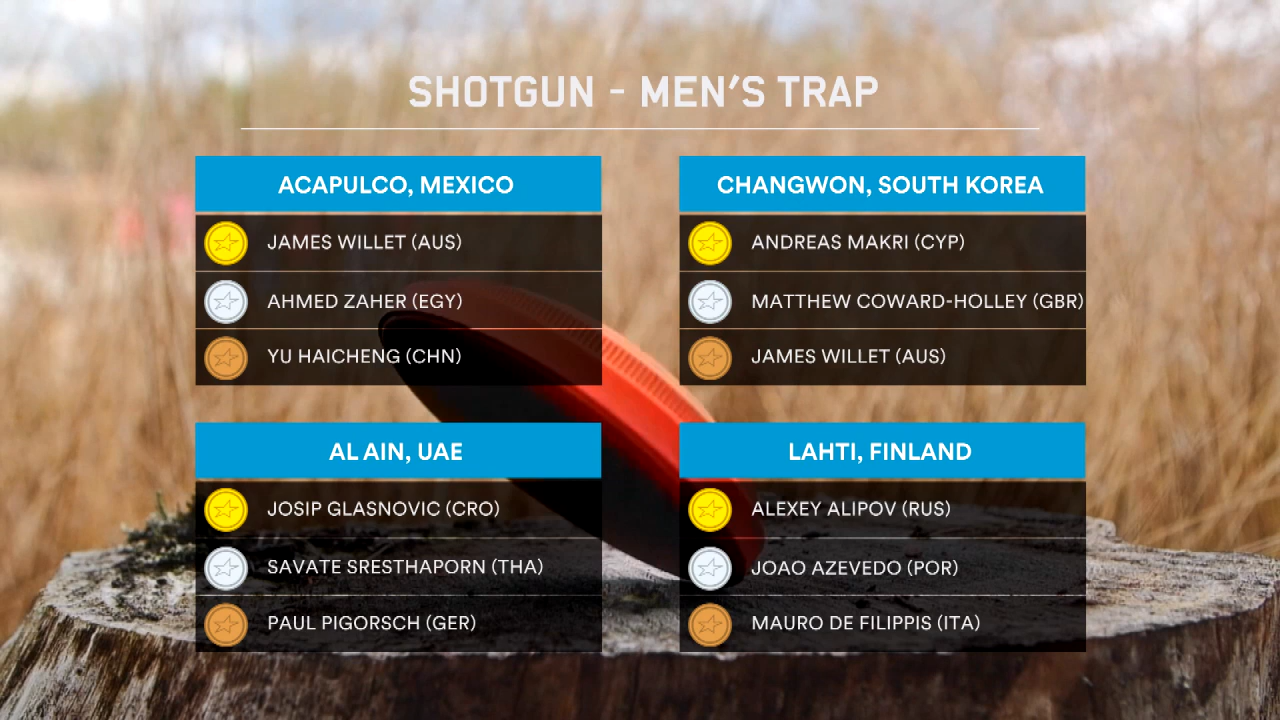 SHOTGUN - MEN'S TRAP
ACAPULCO, MEXICO
JAMES WILLET (AUS)
AHMED ZAHER (EGY)
YU HAICHENG (CHN)
CHANGWON, SOUTH KOREA
ANDREAS MAKRI (CYP)
MATTHEW COWARD-HOLLEY (GBR)
JAMES WILLET (AUS)
AL AIN, UAE
JOSIP GLASNOVIC (CRO)
SAVATE SRESTHAPORN (THA)
PAUL PIGORSCH (GER)
LAHTI, FINLAND
ALEXEY ALIPOV (RUS)
JOAO AZEVEDO (POR)
MAURO DE FILIPPIS (ITA)